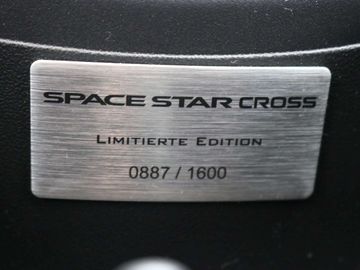 SPACE STAR CROSS
LIMITIERTE EDITION
0887 / 1600